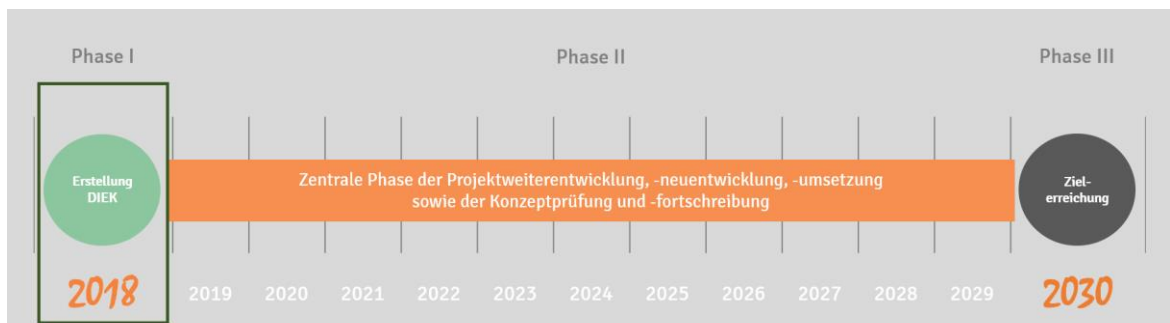 Phase I
Phase II
Phase III
Erstellung
DIEK
Zentrale Phase der Projektweiterentwicklung, -neuentwicklung, -umsetzung
sowie der Konzeptprüfung und -fortschreibung
Ziel-
erreichung
2018
2019
2020
2021
2022
2023
2024
2025
2026
2027
2028
2029
2030